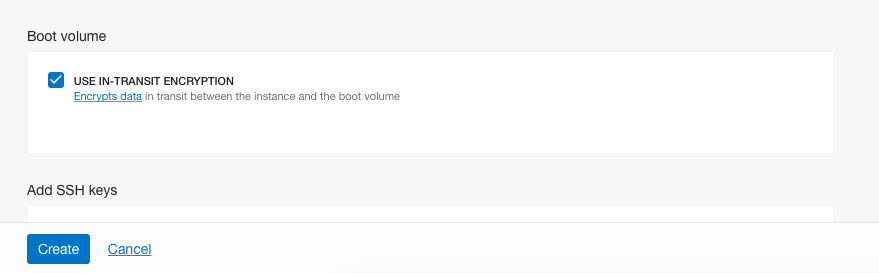 Boot volume
USE IN-TRANSIT ENCRYPTION
Encrypts data in transit between the instance and the boot volume
Add SSH keys
Create Cancel